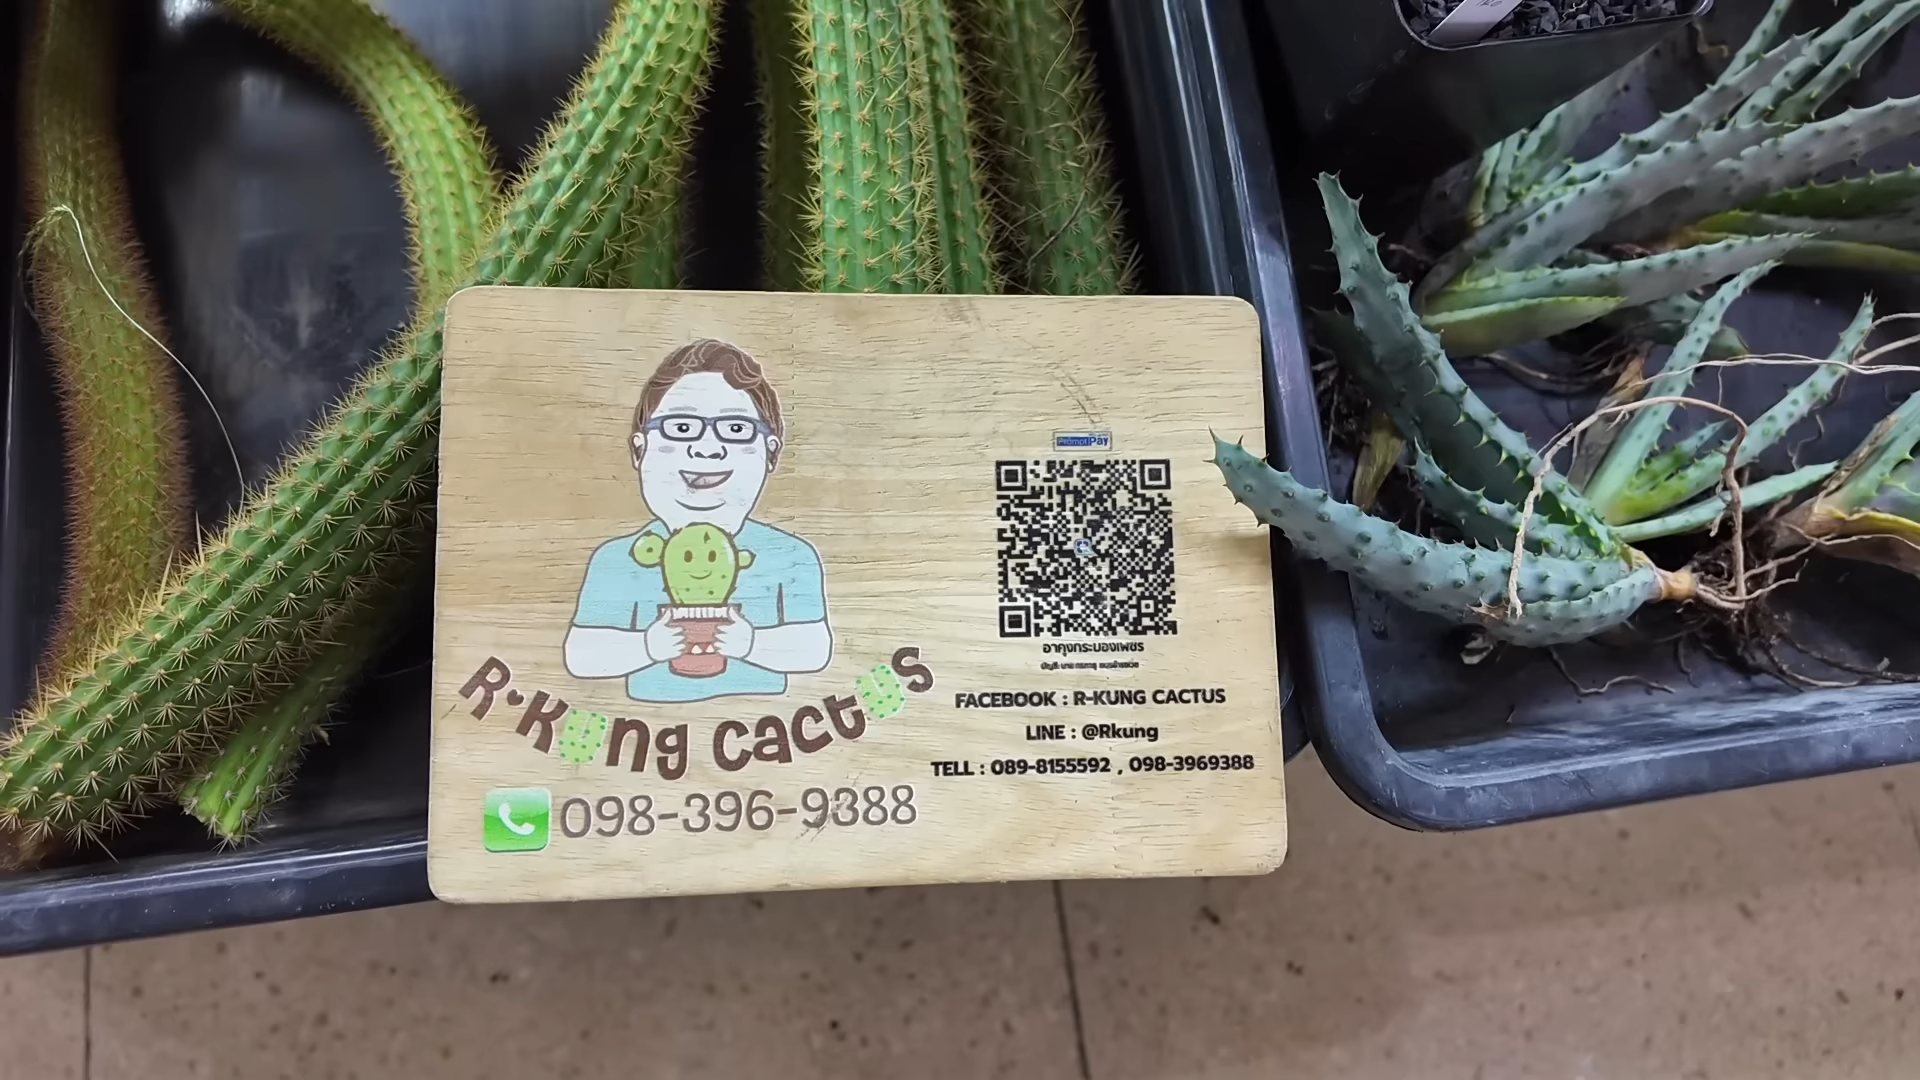 R·Kung cactus
098-396-9388
PromptPay
อาคุงกระบองเพชร
FACEBOOK : R-KUNG CACTUS
LINE : @Rkung
TELL : 089-8155592 , 098-3969388